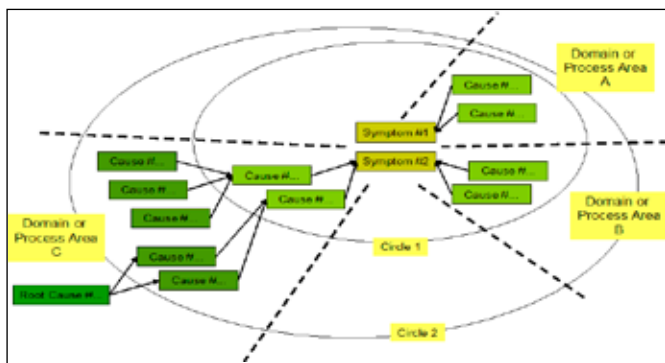 Domain or
Process Area
A
Cause #...
Cause #...
Symptom #1
Symptom #2
Cause #...
Cause #...
Cause #...
Cause #...
Cause #...
Cause #...
Cause #...
Domain or
Process Area
B
Domain or
Process Area
C
Circle 1
Cause #...
Cause #...
Root Cause #...
Circle 2